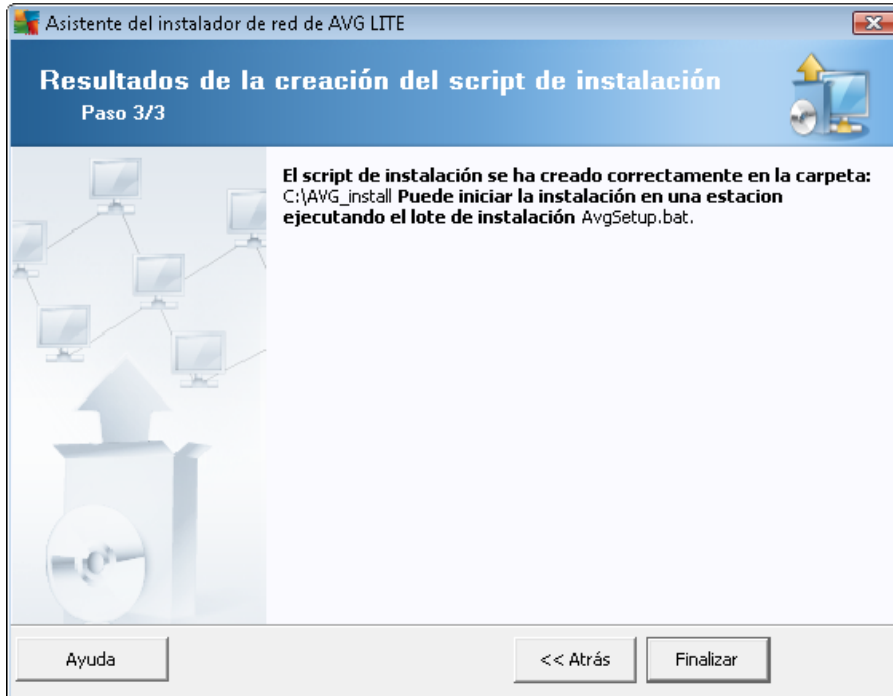 Asistente del instalador de red de AVG LITE
Resultados de la creación del script de instalación
Paso 3/3
El script de instalación se ha creado correctamente en la carpeta:
C:\AVG_install Puede iniciar la instalación en una estacion
ejecutando el lote de instalación AvgSetup.bat.
Ayuda
<< Atrás
Finalizar